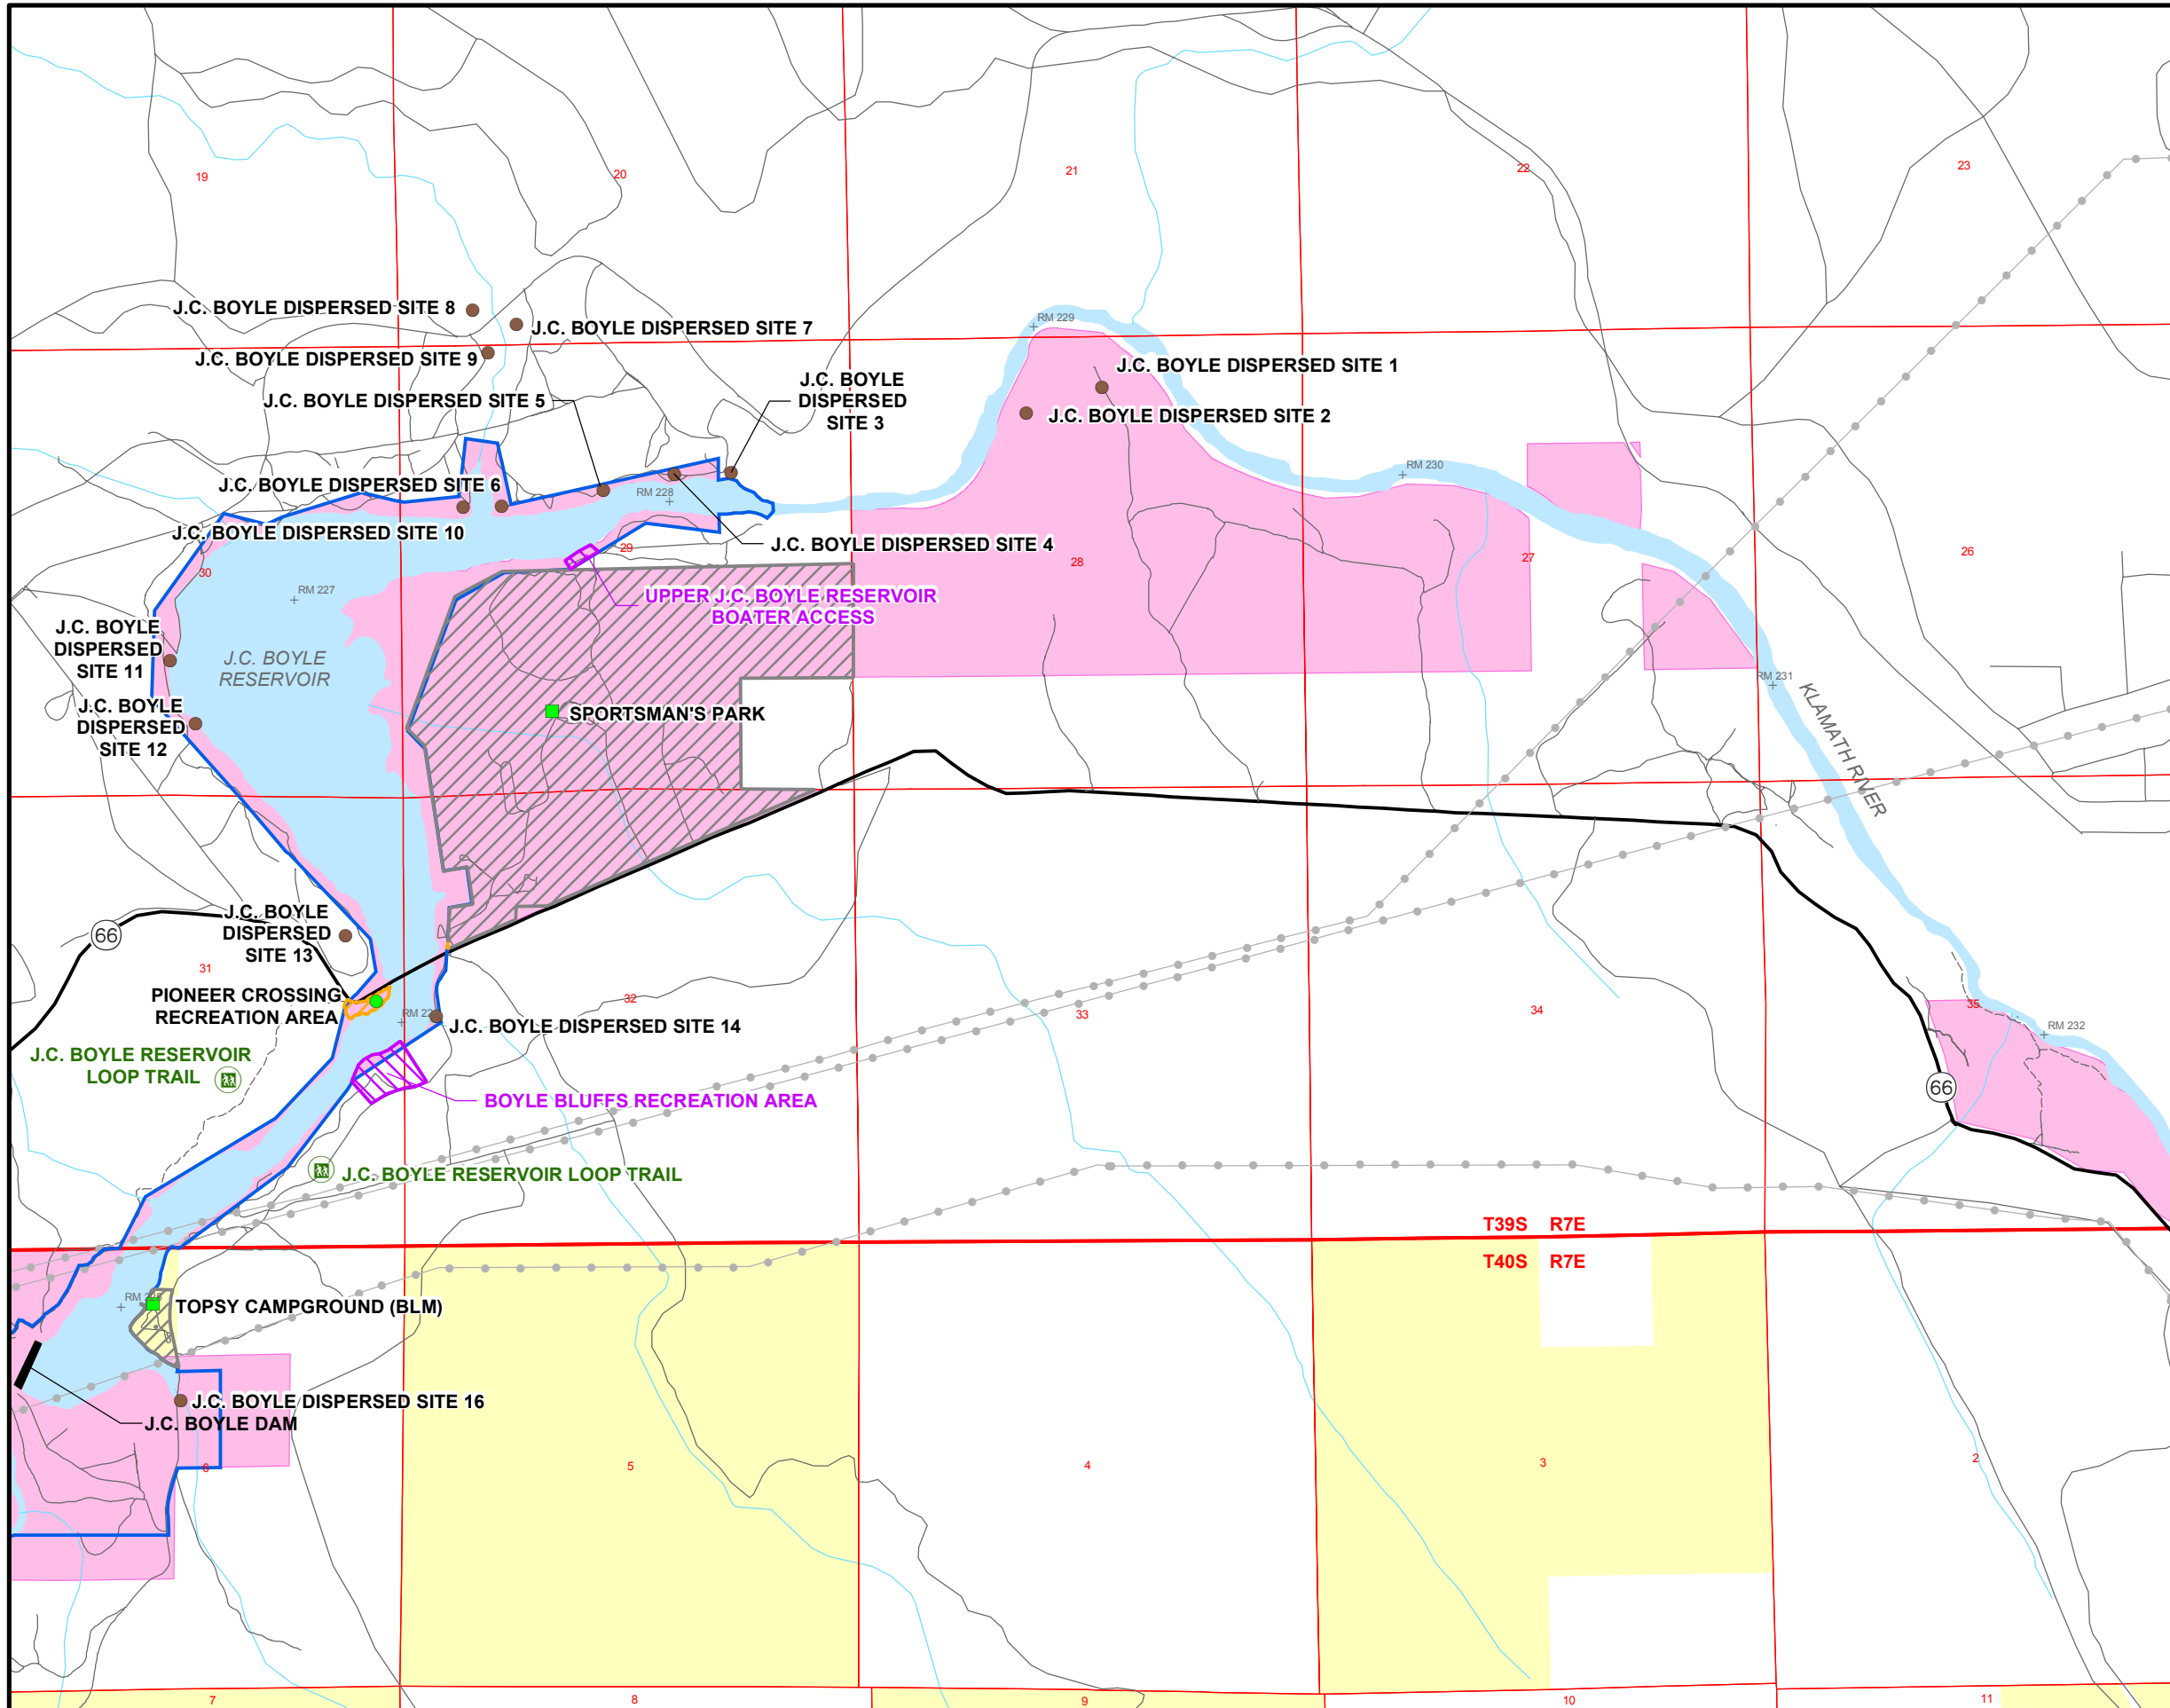 19
20
21
22
23
J.C. BOYLE DISPERSED SITE 8
J.C. BOYLE DISPERSED SITE 7
RM 229
J.C. BOYLE DISPERSED SITE 9
J.C. BOYLE DISPERSED SITE 1
J.C. BOYLE
DISPERSED
SITE 3
J.C. BOYLE DISPERSED SITE 5
J.C. BOYLE DISPERSED SITE 2
RM 230
J.C. BOYLE DISPERSED SITE 6
RM 228
J.C. BOYLE DISPERSED SITE 10
J.C. BOYLE DISPERSED SITE 4
29
28
27
26
30
RM 227
UPPER J.C. BOYLE RESERVOIR
BOATER ACCESS
J.C. BOYLE
DISPERSED
SITE 11
J.C. BOYLE
RESERVOIR
RM 231
KLAMATH RIVER
J.C. BOYLE
DISPERSED
SITE 12
SPORTSMAN'S PARK
J.C. BOYLE
DISPERSED
SITE 13
66
31
PIONEER CROSSING
RECREATION AREA
32
33
34
35
RM 22
J.C. BOYLE DISPERSED SITE 14
RM 232
J.C. BOYLE RESERVOIR
LOOP TRAIL
66
BOYLE BLUFFS RECREATION AREA
J.C. BOYLE RESERVOIR LOOP TRAIL
T39S R7E
T40S R7E
RM
TOPSY CAMPGROUND (BLM)
J.C. BOYLE DISPERSED SITE 16
J.C. BOYLE DAM
6
5
4
3
2
7
8
9
10
11